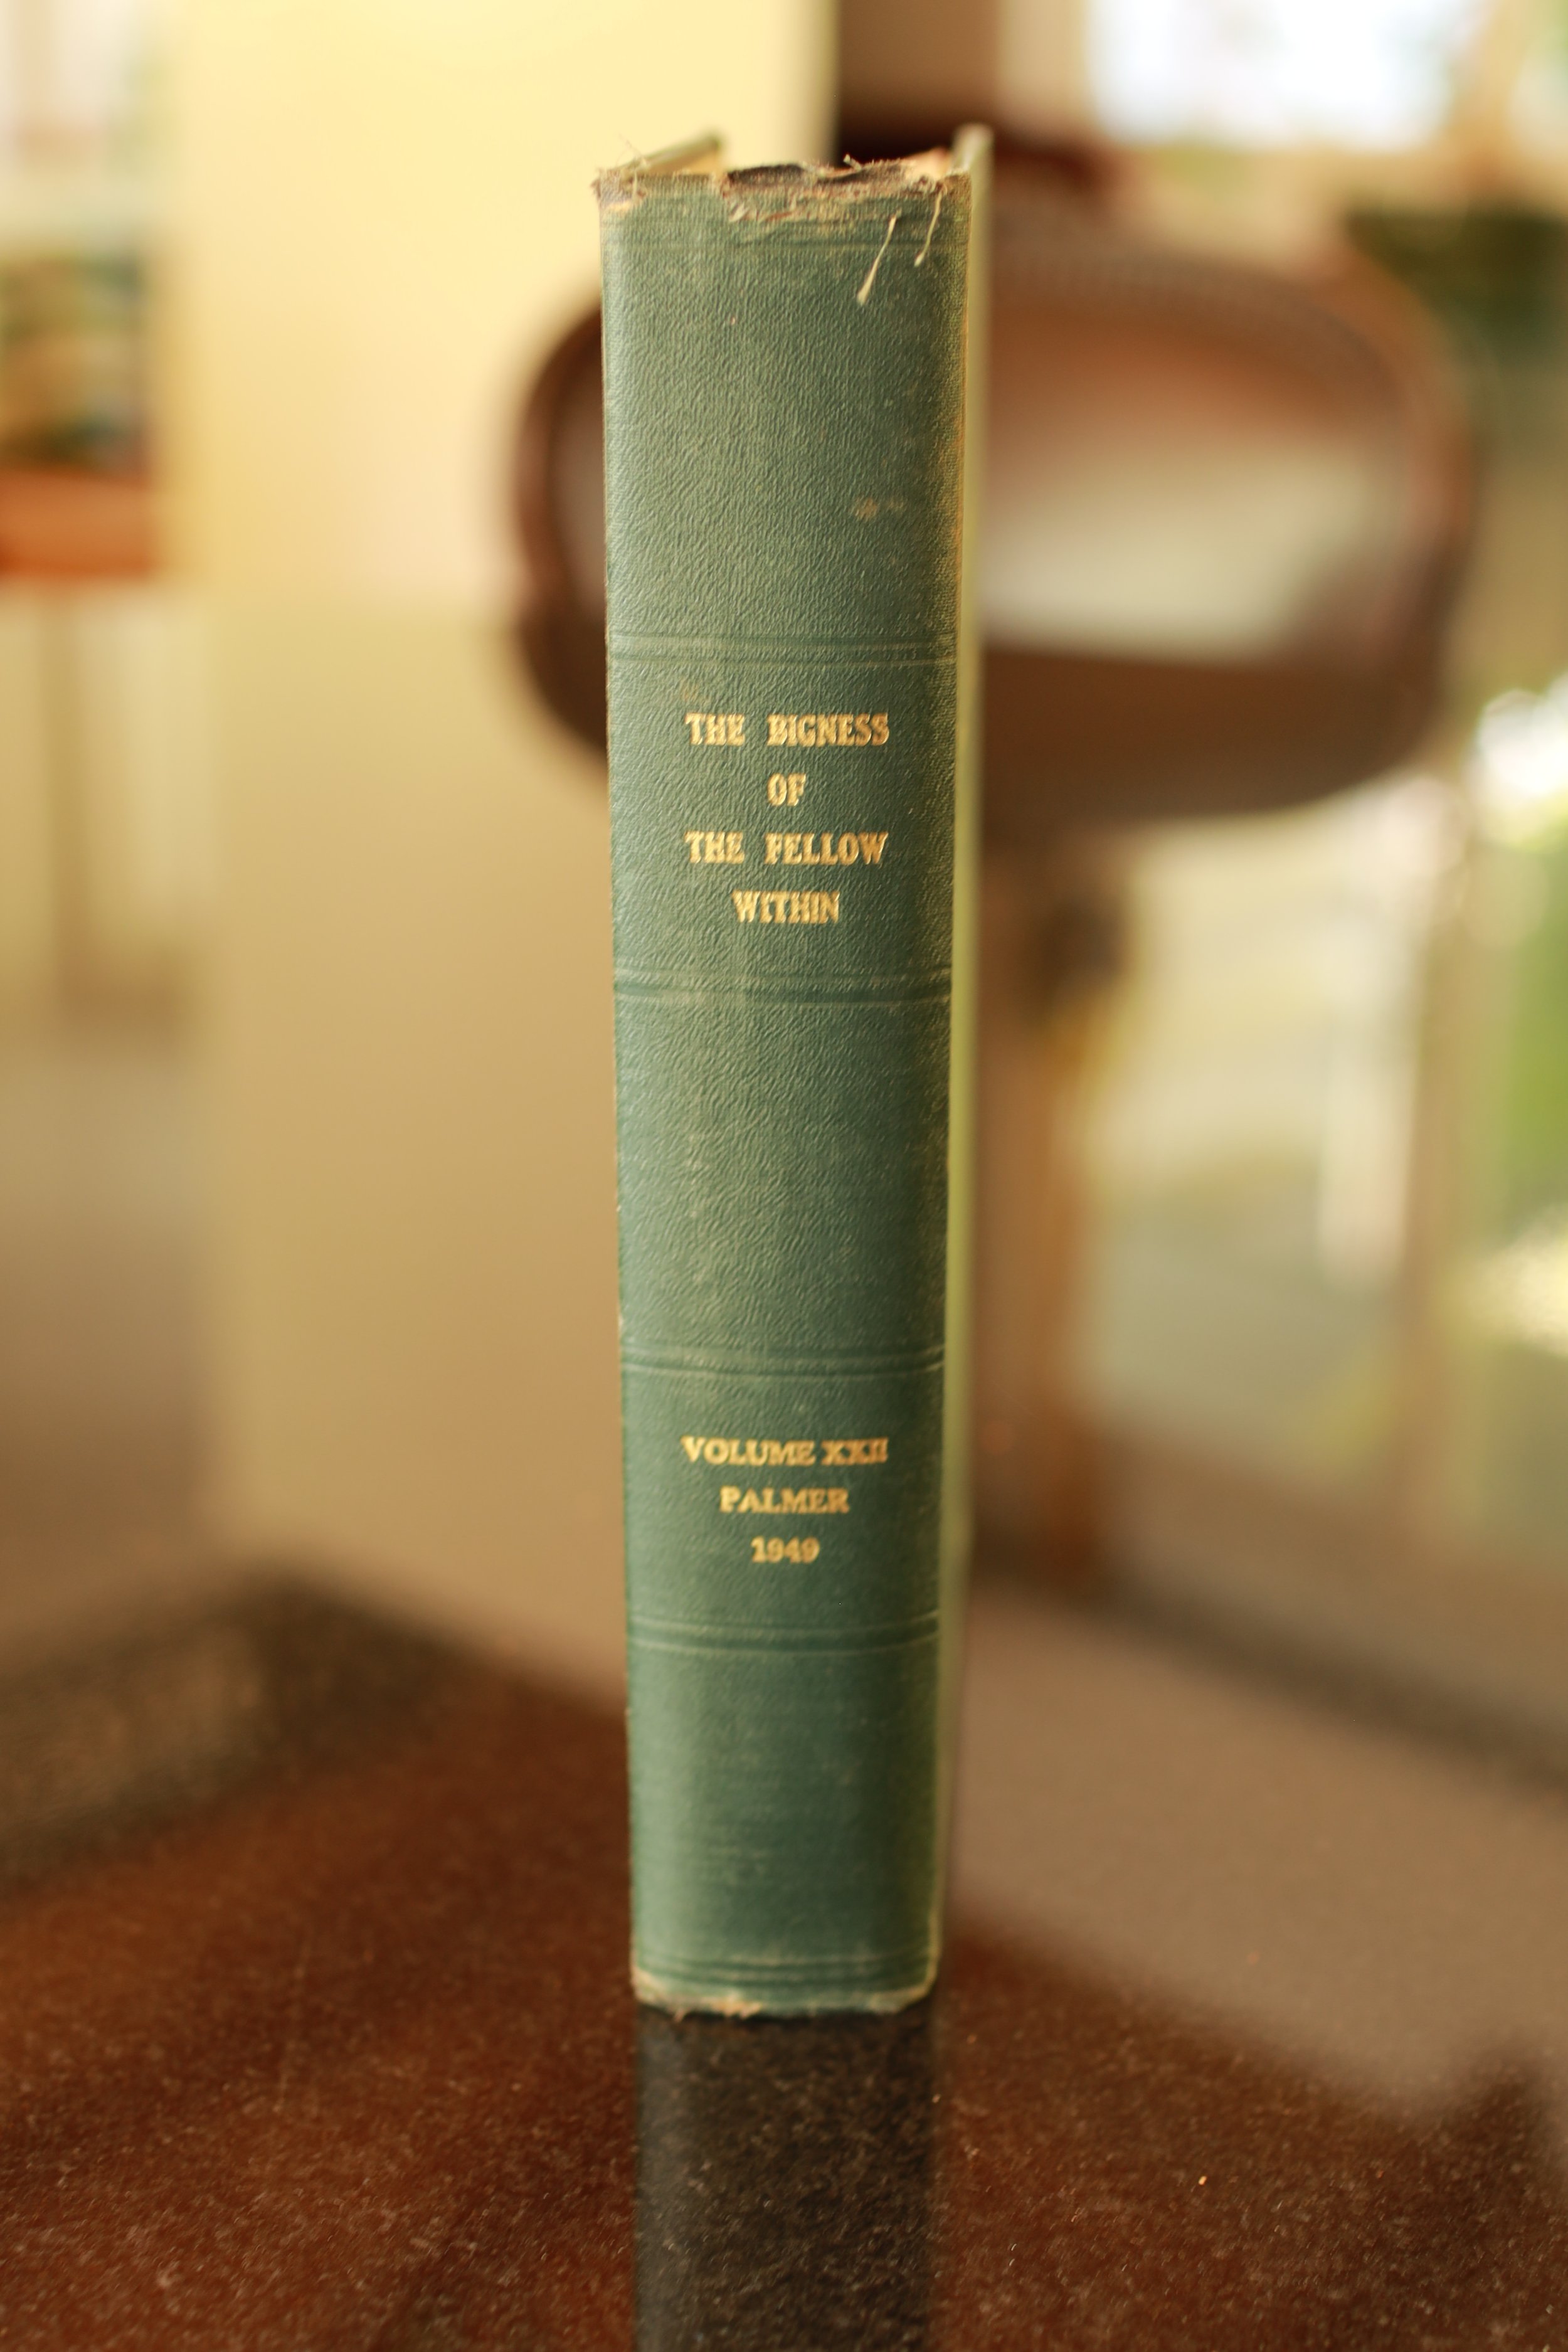 THE BIGNESS
OF
THE FELLOW
WITHIN
VOLUME XXII
PALMER
1949